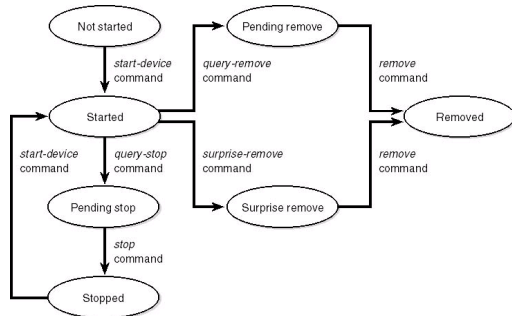 Not started
Pending remove
start-device
command
query-remove
command
remove
command
Started
Removed
start-device
command
query-stop
command
surprise-remove
command
remove
command
Pending stop
Surprise remove
stop
command
Stopped